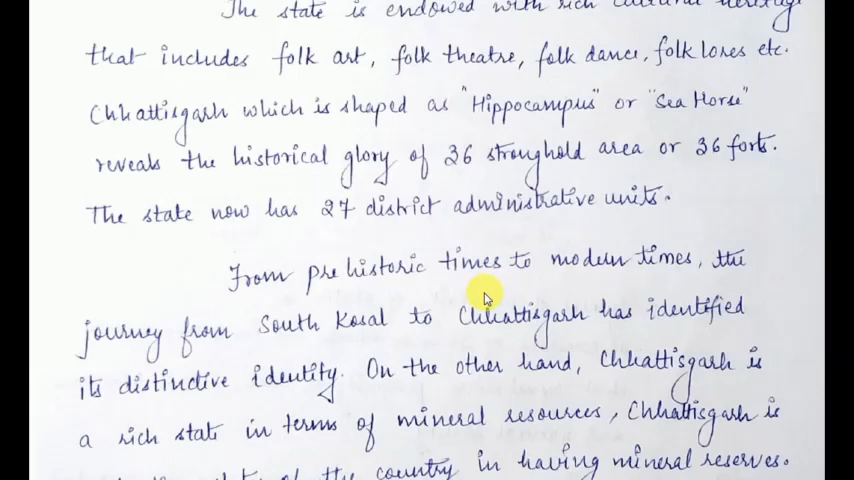 The state is endowed with rich cultural heritage
that includes folk art, folk theatre, folk dance, folk lores etc.
Chhattisgarh which is shaped as "Hippocampus" or "Sea Horse"
reveals the historical glory of 36 stronghold area or 36 forts.
The state now has 27 district administrative units.
From pre historic times to modern times, the
journey from South Kosal to Chhattisgarh has identified
its distinctive identity. On the other hand, Chhattisgarh is
a rich state in terms of mineral resources, Chhattisgarh is
of the country in having mineral reserves.